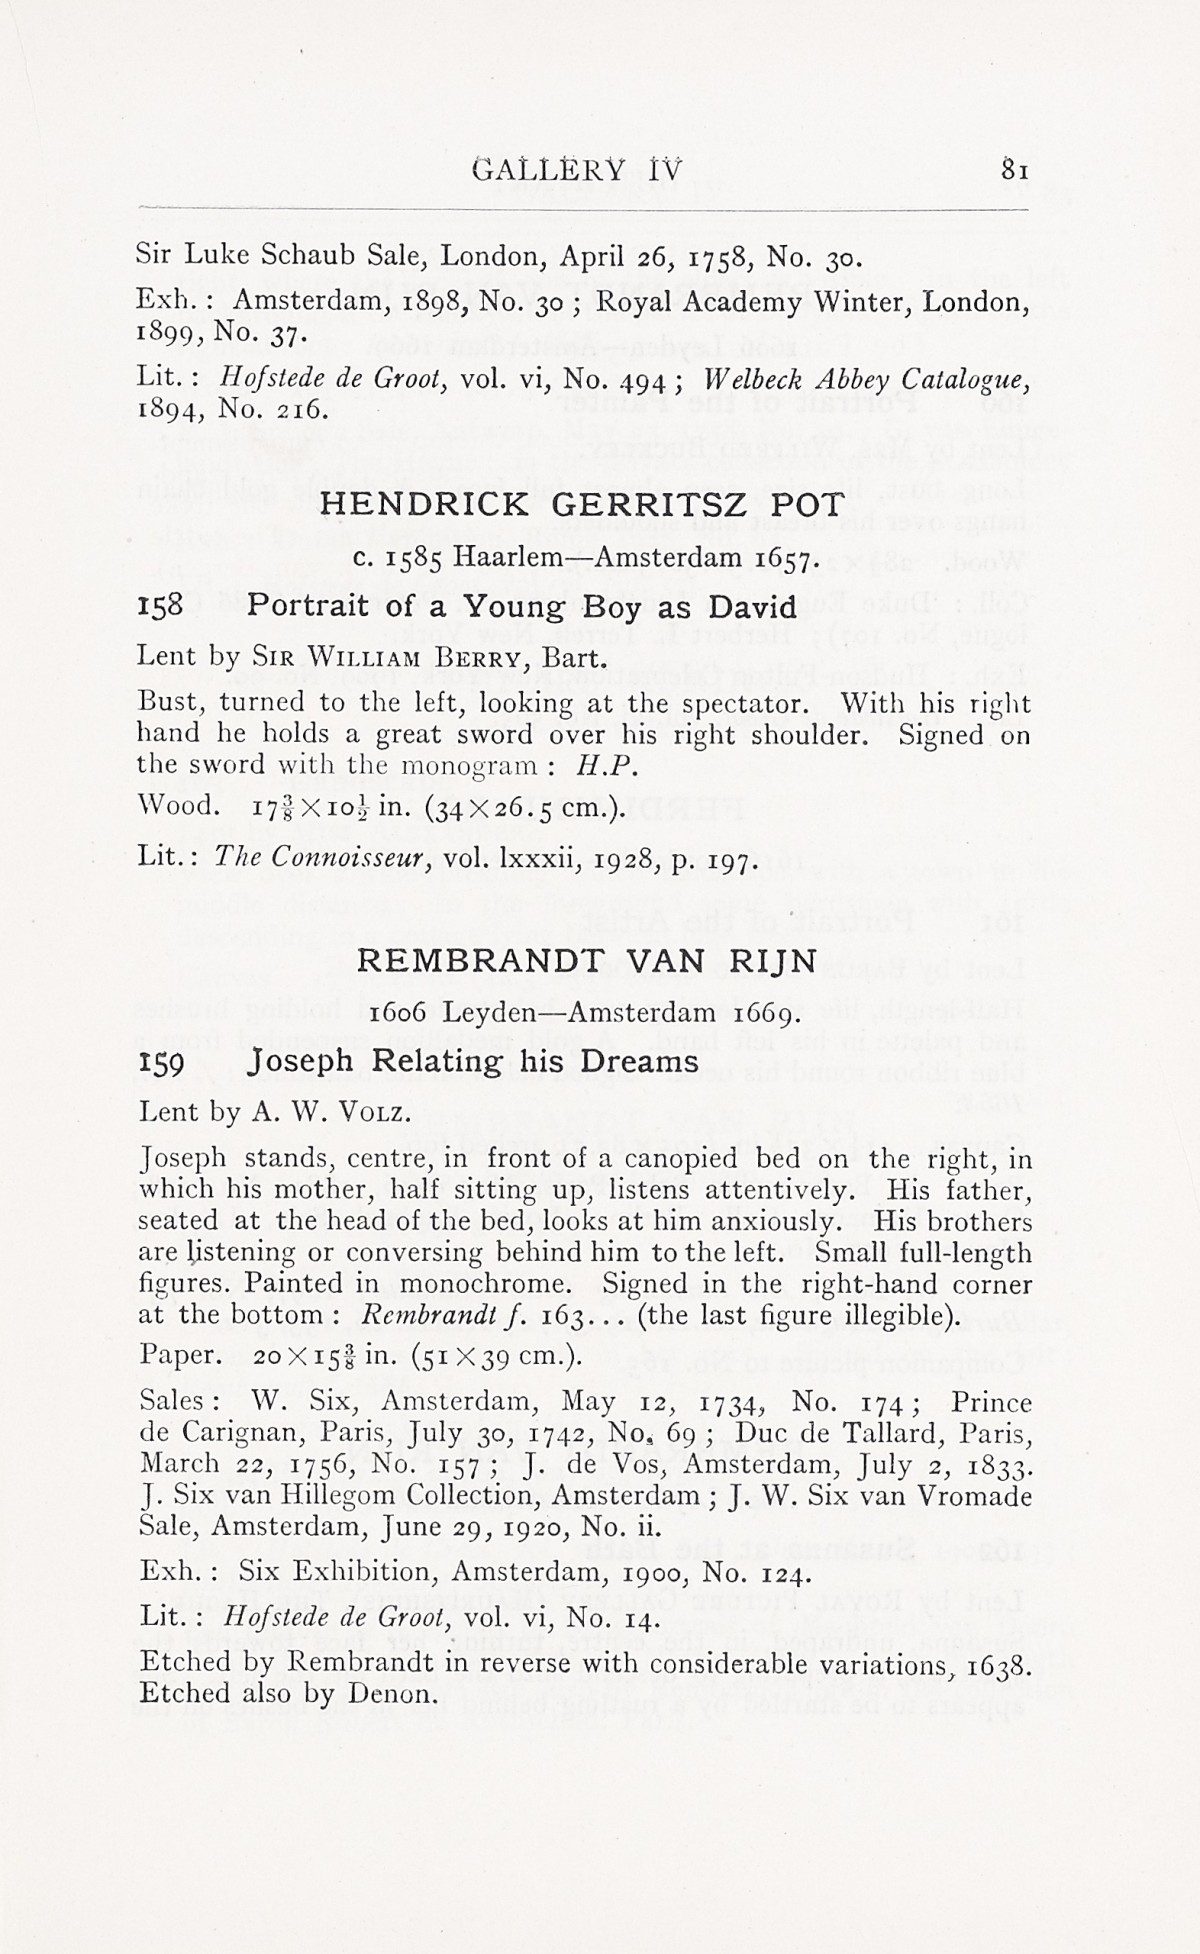 GALLERY IV 81
Sir Luke Schaub Sale, London, April 26, 1758, No. 30.
Exh. : Amsterdam, 1898, No. 30 ; Royal Academy Winter, London,
1899, No. 37.
Lit. : Hofstede de Groot, vol. vi, No. 494 ; Welbeck Abbey Catalogue,
1894, No. 216.
HENDRICK GERRITSZ POT
c. 1585 Haarlem—Amsterdam 1657.
158 Portrait of a Young Boy as David
Lent by SIR WILLIAM BERRY, Bart.
Bust, turned to the left, looking at the spectator. With his right
hand he holds a great sword over his right shoulder. Signed on
the sword with the monogram : H.P.
Wood. 17⅜ × 10½ in. (34 × 26.5 cm.).
Lit. : The Connoisseur, vol. lxxxii, 1928, p. 197.
REMBRANDT VAN RIJN
1606 Leyden—Amsterdam 1669.
159 Joseph Relating his Dreams
Lent by A. W. VOLZ.
Joseph stands, centre, in front of a canopied bed on the right, in
which his mother, half sitting up, listens attentively. His father,
seated at the head of the bed, looks at him anxiously. His brothers
are listening or conversing behind him to the left. Small full-length
figures. Painted in monochrome. Signed in the right-hand corner
at the bottom : Rembrandt f. 163... (the last figure illegible).
Paper. 20 × 15⅜ in. (51 × 39 cm.).
Sales : W. Six, Amsterdam, May 12, 1734, No. 174 ; Prince
de Carignan, Paris, July 30, 1742, No. 69 ; Duc de Tallard, Paris,
March 22, 1756, No. 157 ; J. de Vos, Amsterdam, July 2, 1833.
J. Six van Hillegom Collection, Amsterdam ; J. W. Six van Vromade
Sale, Amsterdam, June 29, 1920, No. ii.
Exh. : Six Exhibition, Amsterdam, 1900, No. 124.
Lit. : Hofstede de Groot, vol. vi, No. 14.
Etched by Rembrandt in reverse with considerable variations, 1638.
Etched also by Denon.